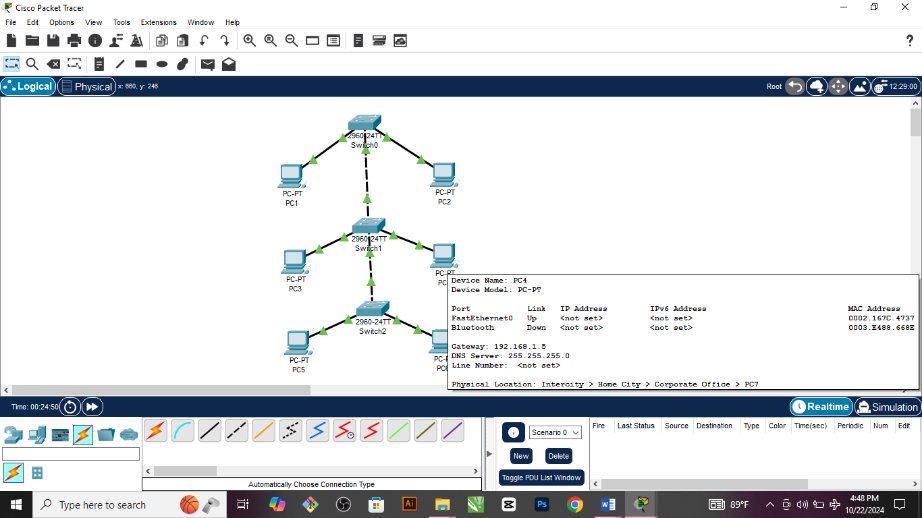 Cisco Packet Tracer
File Edit Options View Tools Extensions Window Help
?
Logical Physical x: 660, y: 246 Root 12:29:00
2960-24TT
Switch0
PC-PT
PC1
PC-PT
PC2
2960-24TT
Switch1
PC-PT
PC3
2960-24TT
Switch2
PC-PT
PC5
Device Name: PC4
Device Model: PC-PT
Port Link IP Address IPv6 Address MAC Address
FastEthernet0 Up <not set> <not set> 0002.167C.4737
Bluetooth Down <not set> <not set> 0003.E488.668E
Gateway: 192.168.1.5
DNS Server: 255.255.255.0
Line Number: <not set>
Physical Location: Intercity > Home City > Corporate Office > PC7
Time: 00:24:50 Realtime Simulation
Scenario 0
New Delete
Toggle PDU List Window
Fire Last Status Source Destination Type Color Time(sec) Periodic Num Edit
Automatically Choose Connection Type
Type here to search
89°F
4:48 PM
10/22/2024